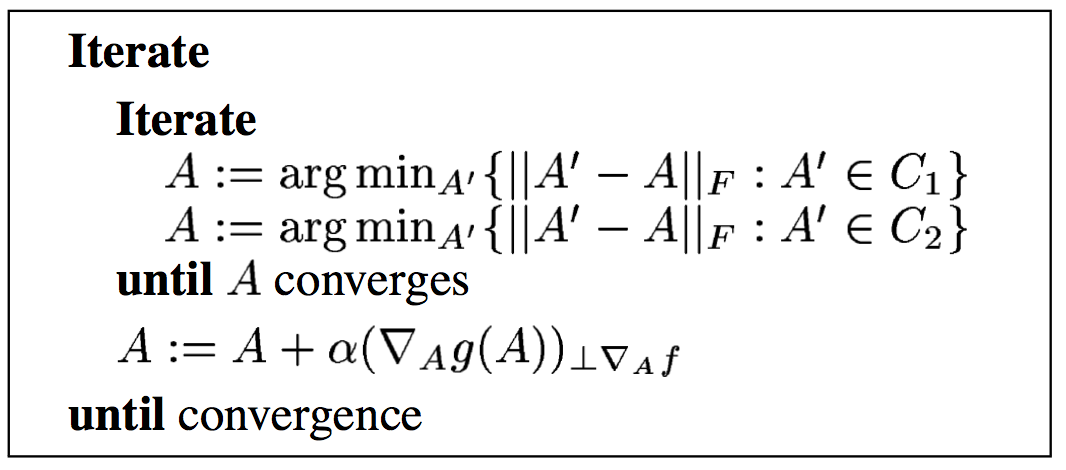 Iterate
Iterate
A := arg min_{A′} {||A′ − A||_F : A′ ∈ C_1}
A := arg min_{A′} {||A′ − A||_F : A′ ∈ C_2}
until A converges
A := A + α(∇_A g(A))_{⊥∇_A f}
until convergence